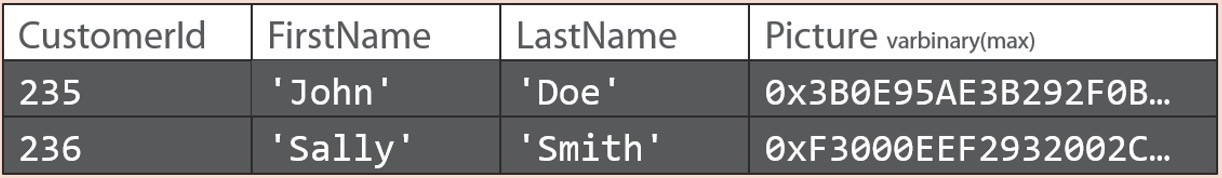 CustomerId FirstName LastName Picture varbinary(max)
235 'John' 'Doe' 0x3B0E95AE3B292F0B…
236 'Sally' 'Smith' 0xF3000EEF2932002C…